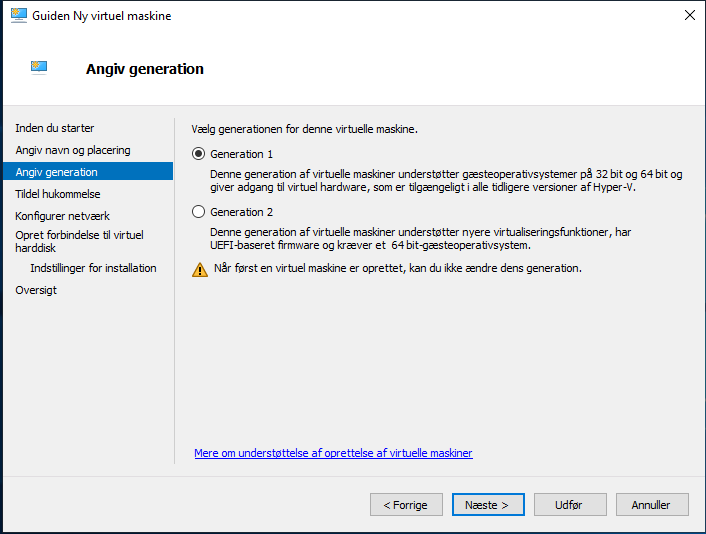 Guiden Ny virtuel maskine
Angiv generation
Inden du starter
Angiv navn og placering
Angiv generation
Tildel hukommelse
Konfigurer netværk
Opret forbindelse til virtuel
harddisk
Indstillinger for installation
Oversigt
Vælg generationen for denne virtuelle maskine.
Generation 1
Denne generation af virtuelle maskiner understøtter gæsteoperativsystemer på 32 bit og 64 bit og
giver adgang til virtuel hardware, som er tilgængeligt i alle tidligere versioner af Hyper-V.
Generation 2
Denne generation af virtuelle maskiner understøtter nyere virtualiseringsfunktioner, har
UEFI-baseret firmware og kræver et 64 bit-gæsteoperativsystem.
Når først en virtuel maskine er oprettet, kan du ikke ændre dens generation.
Mere om understøttelse af oprettelse af virtuelle maskiner
< Forrige
Næste >
Udfør
Annuller